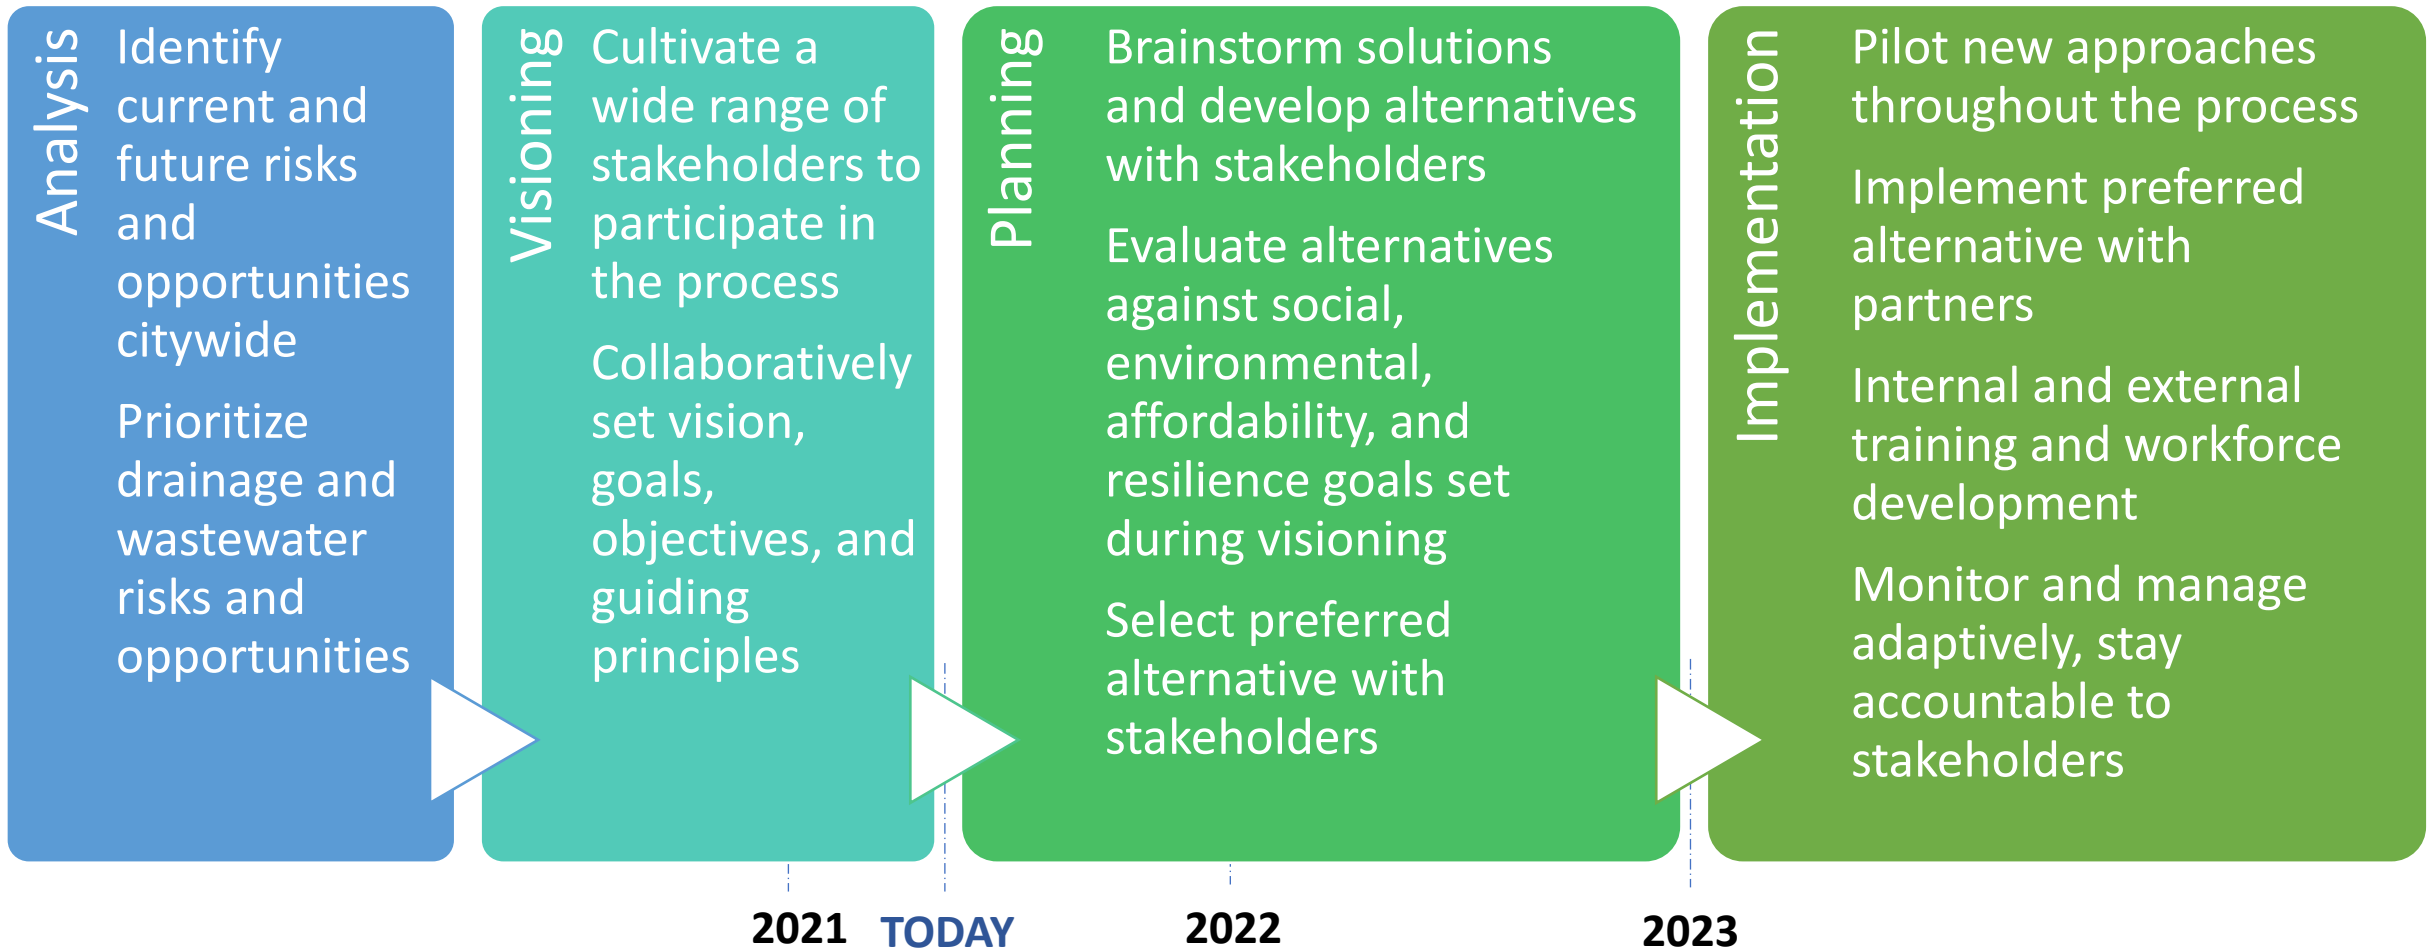 Analysis
Identify
current and
future risks
and
opportunities
citywide
Prioritize
drainage and
wastewater
risks and
opportunities
Visioning
Cultivate a
wide range of
stakeholders to
participate in
the process
Collaboratively
set vision,
goals,
objectives, and
guiding
principles
Planning
Brainstorm solutions
and develop alternatives
with stakeholders
Evaluate alternatives
against social,
environmental,
affordability, and
resilience goals set
during visioning
Select preferred
alternative with
stakeholders
Implementation
Pilot new approaches
throughout the process
Implement preferred
alternative with
partners
Internal and external
training and workforce
development
Monitor and manage
adaptively, stay
accountable to
stakeholders
2021
TODAY
2022
2023